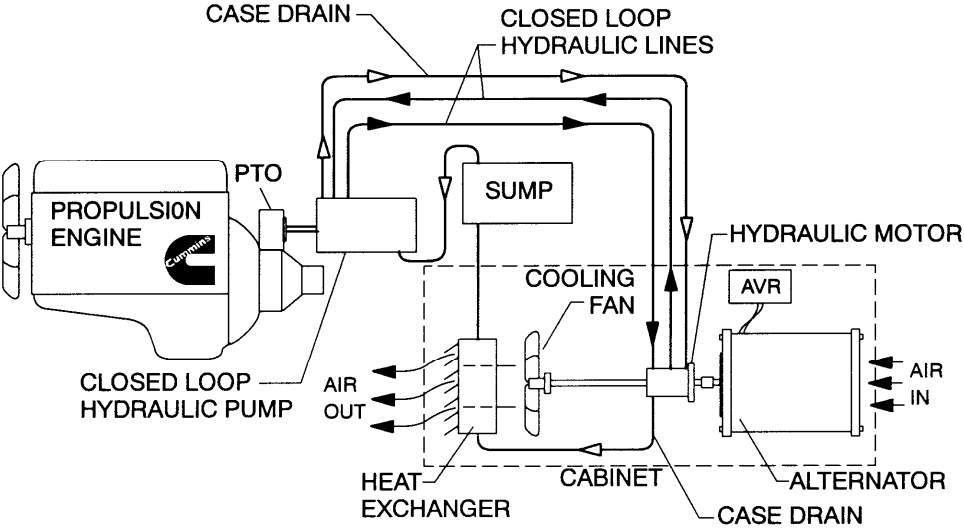 CASE DRAIN
CLOSED LOOP
HYDRAULIC LINES
PTO
SUMP
PROPULSION
ENGINE
Cummins
HYDRAULIC MOTOR
COOLING
FAN
AVR
CLOSED LOOP
HYDRAULIC PUMP
AIR
OUT
AIR
IN
HEAT
EXCHANGER
CABINET
ALTERNATOR
CASE DRAIN